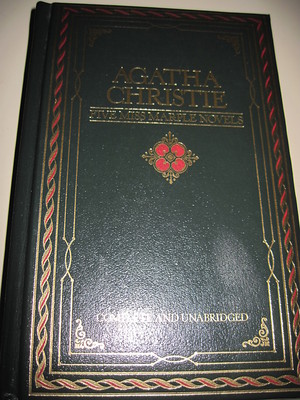 AGATHA
CHRISTIE
FIVE MISS MARPLE NOVELS
COMPLETE AND UNABRIDGED